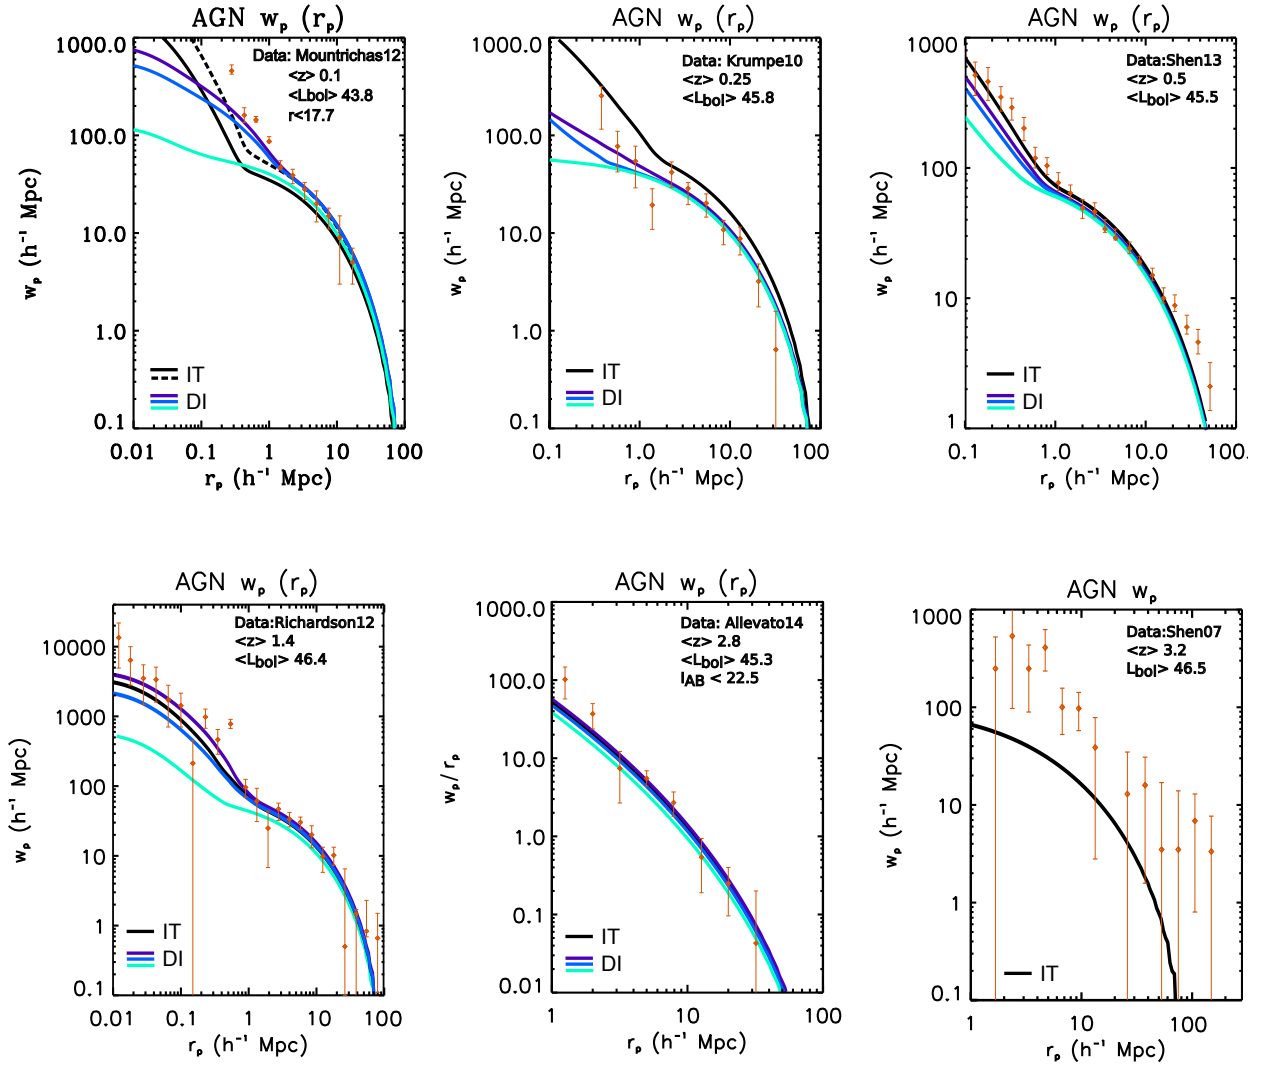 AGN w_p (r_p)
Data: Mountrichas12
<z> 0.1
<Lbol> 43.8
r<17.7
w_p (h⁻¹ Mpc)
1000.0
100.0
10.0
1.0
0.1
IT
DI
0.01 0.1 1 10 100
r_p (h⁻¹ Mpc)
AGN w_p (r_p)
Data: Krumpe10
<z> 0.25
<L_bol> 45.8
w_p (h⁻¹ Mpc)
1000.0
100.0
10.0
1.0
0.1
IT
DI
0.1 1.0 10.0 100
r_p (h⁻¹ Mpc)
AGN w_p (r_p)
Data:Shen13
<z> 0.5
<L_bol> 45.5
w_p (h⁻¹ Mpc)
1000
100
10
1
IT
DI
0.1 1.0 10.0 100.
r_p (h⁻¹ Mpc)
AGN w_p (r_p)
Data:Richardson12
<z> 1.4
<L_bol> 46.4
w_p (h⁻¹ Mpc)
10000
1000
100
10
1
0.1
IT
DI
0.01 0.1 1 10 100
r_p (h⁻¹ Mpc)
AGN w_p (r_p)
Data: Allevato14
<z> 2.8
<L_bol> 45.3
I_AB < 22.5
w_p/r_p
1000.0
100.0
10.0
1.0
0.1
0.01
IT
DI
1 10 100
r_p (h⁻¹ Mpc)
AGN w_p
Data:Shen07
<z> 3.2
L_bol> 46.5
w_p (h⁻¹ Mpc)
1000
100
10
1
0.1
IT
1 10 100
r_p (h⁻¹ Mpc)